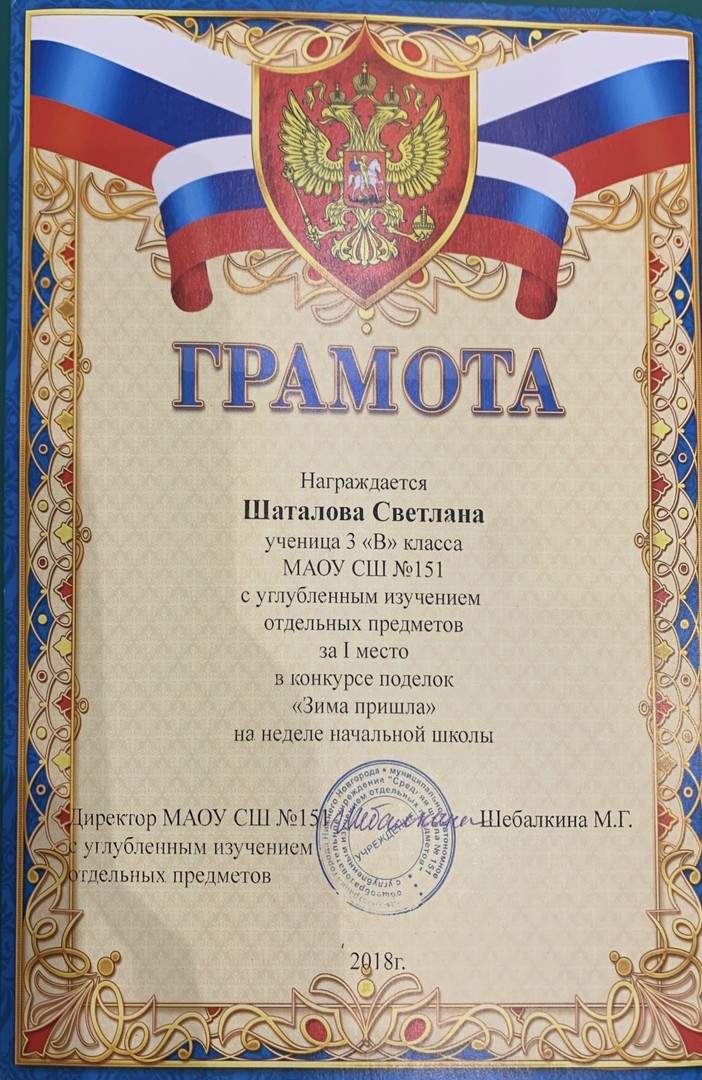 ГРАМОТА
Награждается
Шаталова Светлана
ученица 3 «В» класса
МАОУ СШ №151
с углубленным изучением
отдельных предметов
за I место
в конкурсе поделок
«Зима пришла»
на неделе начальной школы
Директор МАОУ СШ №151
Шебалкина М.Г.
с углубленным изучением
отдельных предметов
УЧРЕЖДЕНИЕ
2018г.